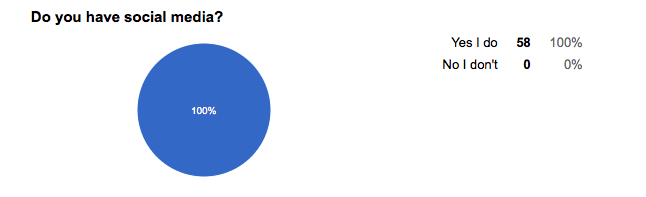 Do you have social media?
Yes I do 58 100%
No I don't 0 0%
100%